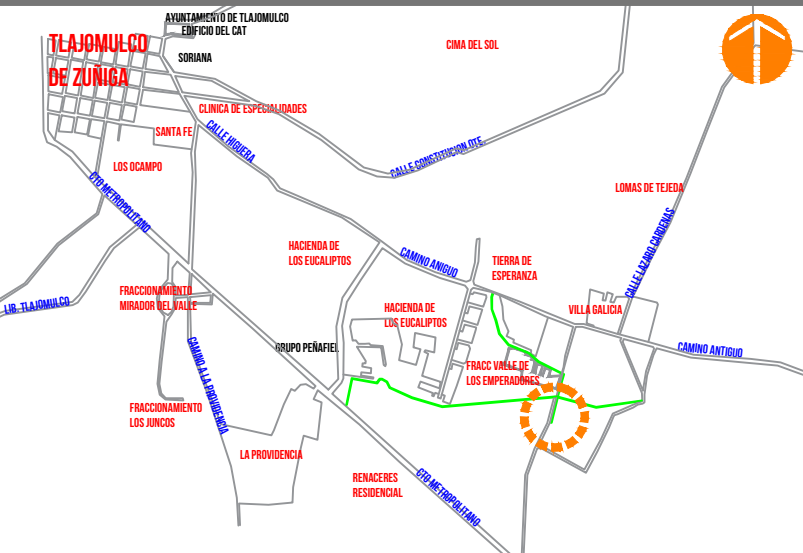 AYUNTAMIENTO DE TLAJOMULCO
EDIFICIO DEL CAT
TLAJOMULCO
DE ZUÑIGA
SORIANA
CIMA DEL SOL
CLINICA DE ESPECIALIDADES
SANTA FE
CALLE HIGUERA
CALLE CONSTITUCION OTE.
LOS OCAMPO
CTO METROPOLITANO
LOMAS DE TEJEDA
CALLE LAZARO CARDENAS
HACIENDA DE
LOS EUCALIPTOS
CAMINO ANIGUO
TIERRA DE
ESPERANZA
FRACCIONAMIENTO
MIRADOR DEL VALLE
LIB. TLAJOMULCO
HACIENDA DE
LOS EUCALIPTOS
VILLA GALICIA
GRUPO PEÑAFIEL
CAMINO ANTIGUO
CAMINO A LA PROVIDENCIA
FRACC VALLE DE
LOS EMPERADORES
FRACCIONAMIENTO
LOS JUNCOS
LA PROVIDENCIA
RENACERES
RESIDENCIAL
CTO METROPOLITANO